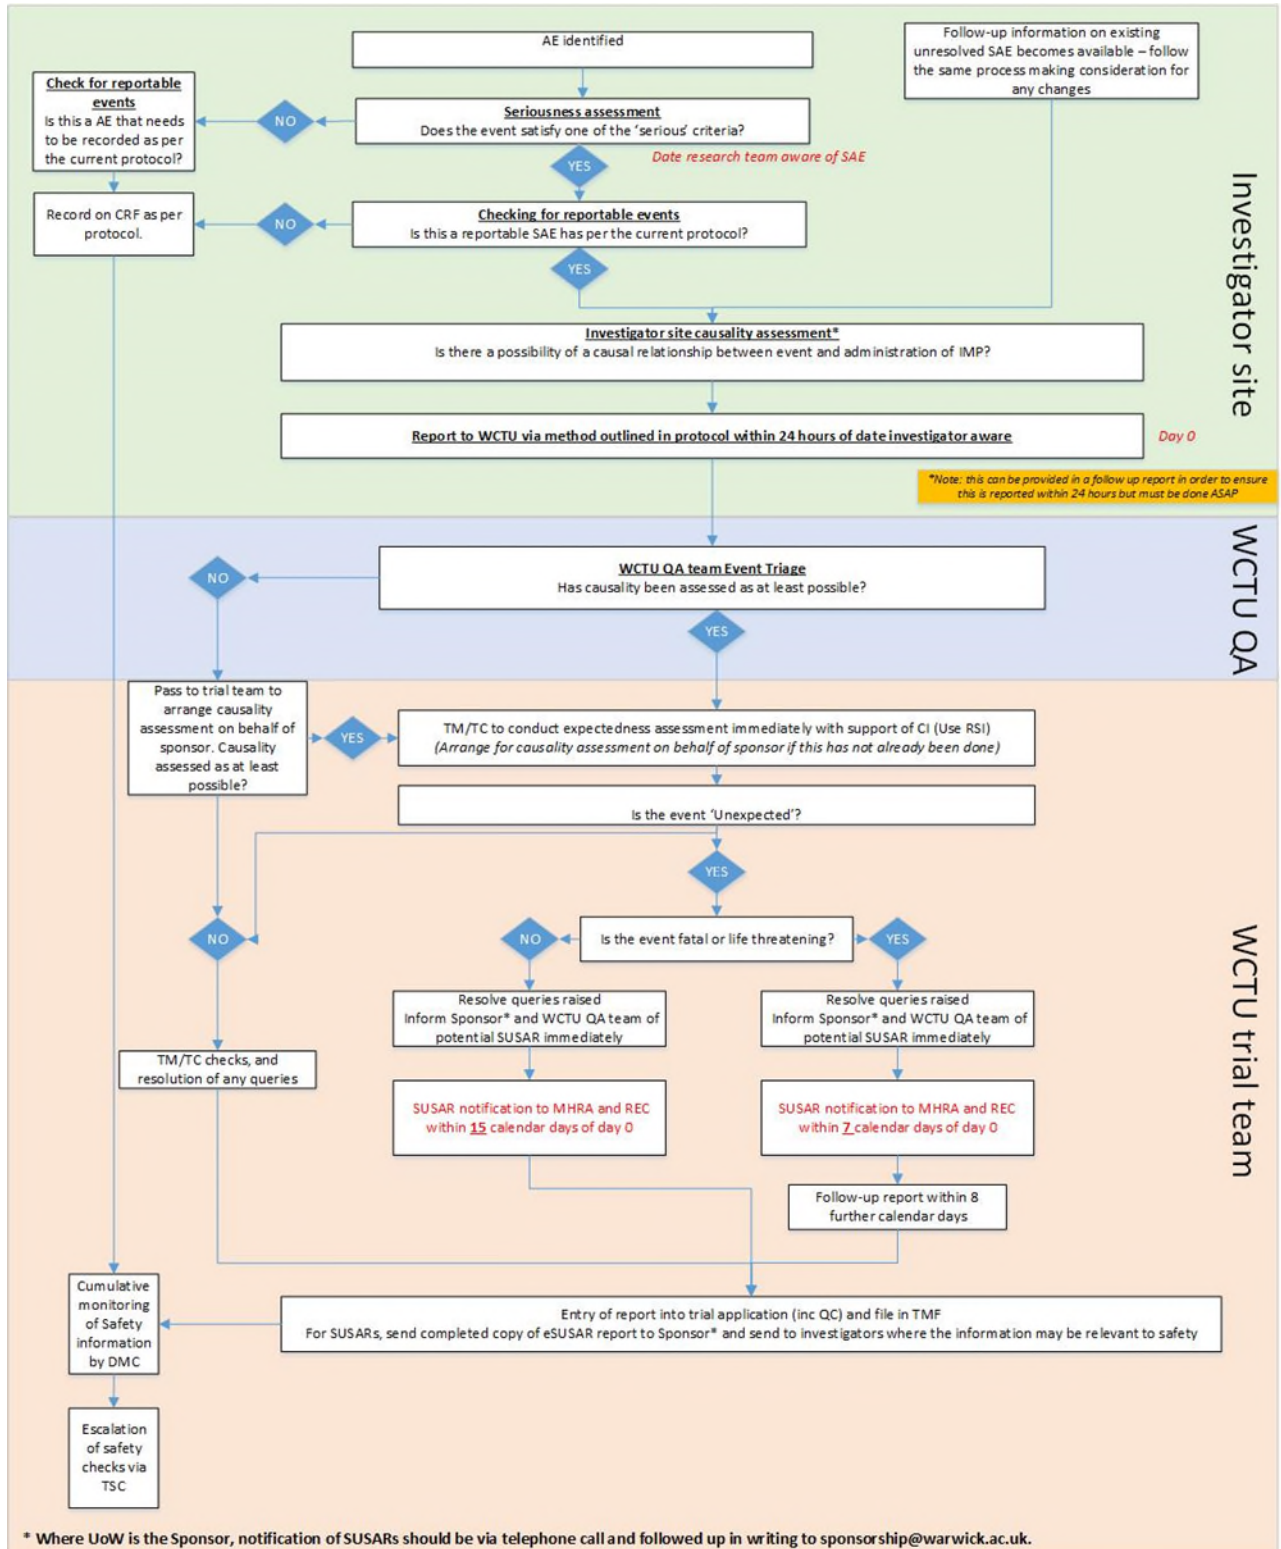 AE identified
Follow-up information on existing
unresolved SAE becomes available – follow
the same process making consideration for
any changes
Check for reportable
events
Is this a AE that needs
to be recorded as per
the current protocol?
NO
Seriousness assessment
Does the event satisfy one of the ‘serious’ criteria?
YES
Date research team aware of SAE
Record on CRF as per
protocol.
NO
Checking for reportable events
Is this a reportable SAE has per the current protocol?
YES
Investigator site
Investigator site causality assessment*
Is there a possibility of a causal relationship between event and administration of IMP?
Report to WCTU via method outlined in protocol within 24 hours of date investigator aware
Day 0
*Note: this can be provided in a follow up report in order to ensure
this is reported within 24 hours but must be done ASAP
WCTU QA
NO
WCTU QA team Event Triage
Has causality been assessed as at least possible?
YES
WCTU trial team
Pass to trial team to
arrange causality
assessment on behalf of
sponsor. Causality
assessed as at least
possible?
YES
TM/TC to conduct expectedness assessment immediately with support of CI (Use RSI)
(Arrange for causality assessment on behalf of sponsor if this has not already been done)
Is the event ‘Unexpected’?
YES
NO
NO
Is the event fatal or life threatening?
YES
Resolve queries raised
Inform Sponsor* and WCTU QA team of
potential SUSAR immediately
Resolve queries raised
Inform Sponsor* and WCTU QA team of
potential SUSAR immediately
TM/TC checks, and
resolution of any queries
SUSAR notification to MHRA and REC
within 15 calendar days of day 0
SUSAR notification to MHRA and REC
within 7 calendar days of day 0
Follow-up report within 8
further calendar days
Cumulative
monitoring
of Safety
information
by DMC
Entry of report into trial application (inc QC) and file in TMF
For SUSARs, send completed copy of eSUSAR report to Sponsor* and send to investigators where the information may be relevant to safety
Escalation
of safety
checks via
TSC
* Where UoW is the Sponsor, notification of SUSARs should be via telephone call and followed up in writing to sponsorship@warwick.ac.uk.